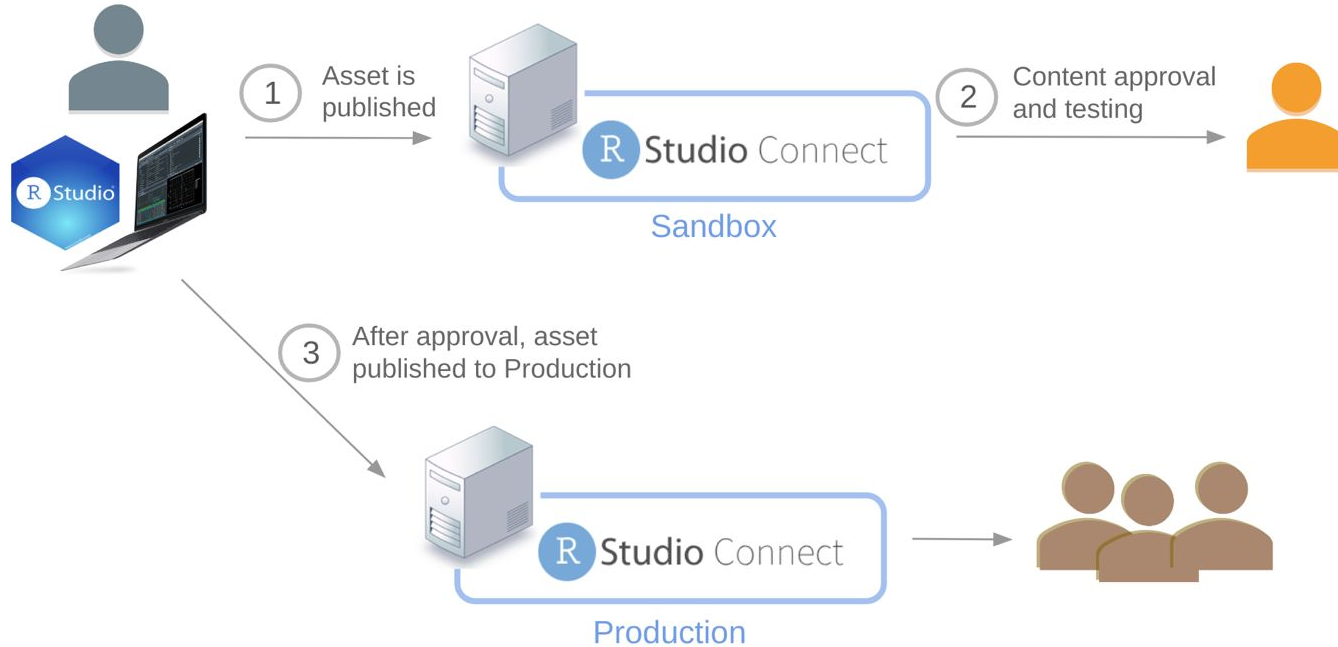 1
Asset is
published
2
Content approval
and testing
R Studio
R Studio Connect
Sandbox
3
After approval, asset
published to Production
R Studio Connect
Production